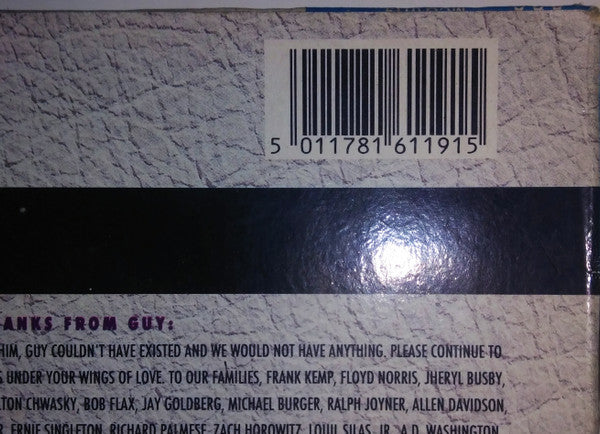 5 011781 611915
ANKS FROM GUY:
HIM, GUY COULDN'T HAVE EXISTED AND WE WOULD NOT HAVE ANYTHING. PLEASE CONTINUE TO
UNDER YOUR WINGS OF LOVE. TO OUR FAMILIES, FRANK KEMP, FLOYD NORRIS, JHERYL BUSBY,
LTON CHWASKY, BOB FLAX, JAY GOLDBERG, MICHAEL BURGER, RALPH JOYNER, ALLEN DAVIDSON,
ERNIE SINGLETON, RICHARD PALMESE, ZACH HOROWITZ, LOUIL SILAS, JR., A.D. WASHINGTON,